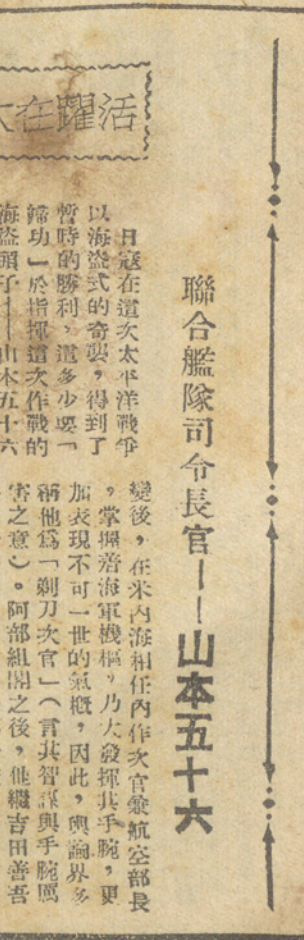 聯合艦隊司令長官——山本五十六
活躍在
日寇在這次太平洋戰爭
以海盜式的奇襲，得到了
暫時的勝利，這多少要「
歸功」於指揮這次作戰的
海盜頭子——山本五十六
變後，在米內海相任內作次官兼航空部長
，掌握着海軍機樞，乃大發揮其手腕，更
加表現不可一世的氣概，因此，輿論界多
稱他爲「剃刀次官」（言其智謀與手腕厲
害之意）。阿部組閣之後，他繼吉田善吾